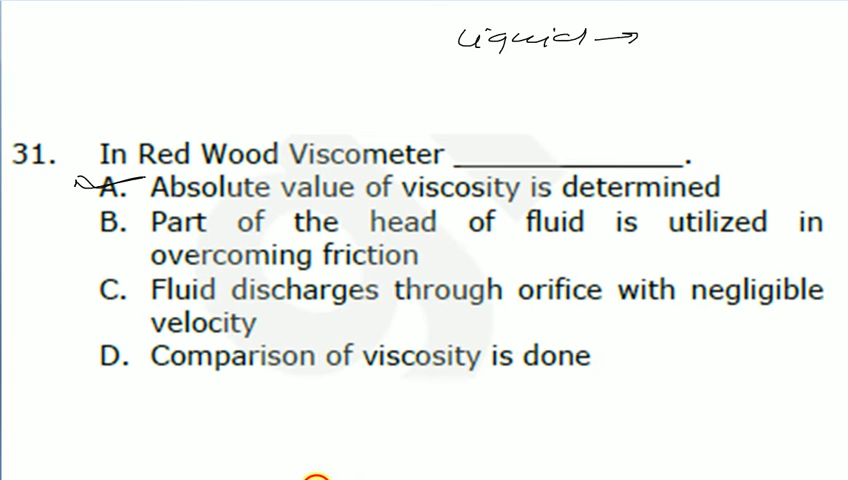 liquid →
31. In Red Wood Viscometer ______________.
A. Absolute value of viscosity is determined
B. Part of the head of fluid is utilized in
overcoming friction
C. Fluid discharges through orifice with negligible
velocity
D. Comparison of viscosity is done